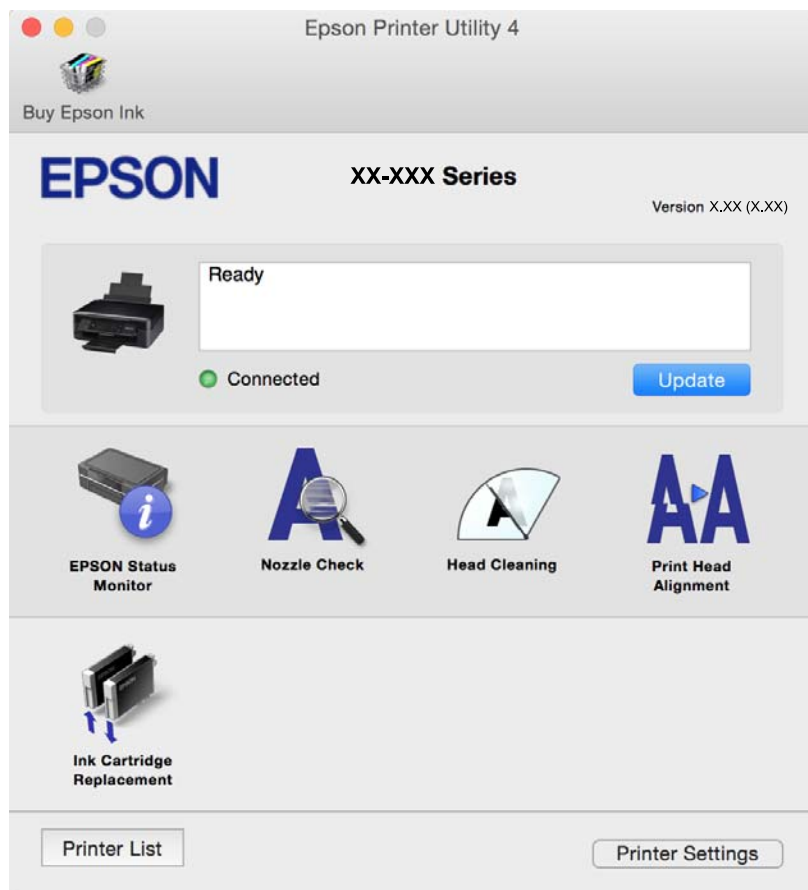 Epson Printer Utility 4
Buy Epson Ink
EPSON
XX-XXX Series
Version X.XX (X.XX)
Ready
Connected
Update
EPSON Status
Monitor
Nozzle Check
Head Cleaning
Print Head
Alignment
Ink Cartridge
Replacement
Printer List
Printer Settings